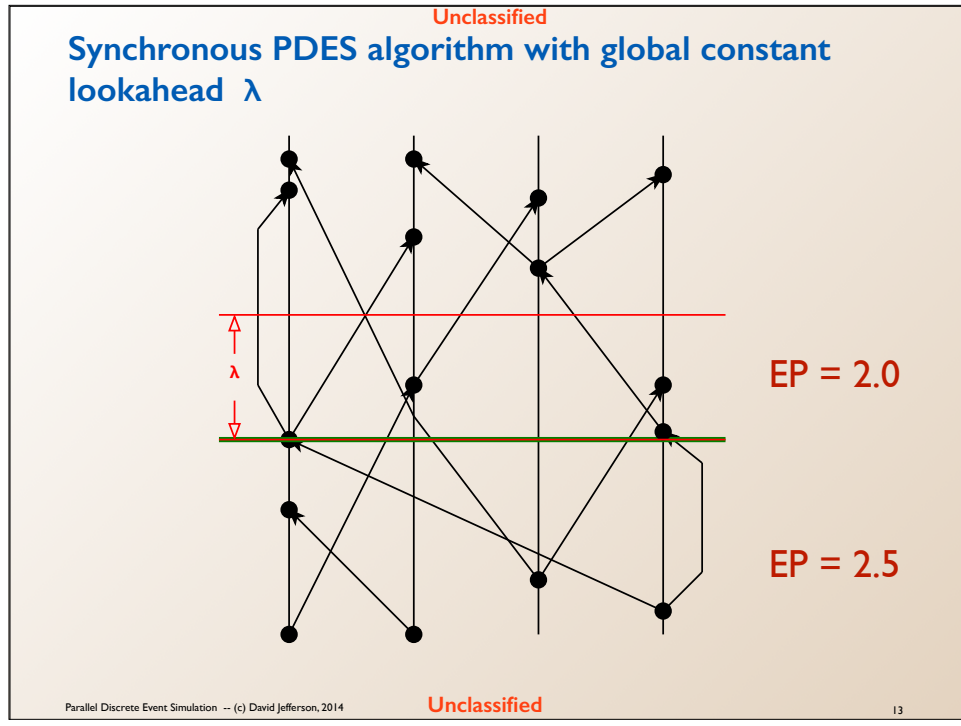 Unclassified
Synchronous PDES algorithm with global constant
lookahead λ
λ
EP = 2.0
EP = 2.5
Parallel Discrete Event Simulation -- (c) David Jefferson, 2014
Unclassified
13